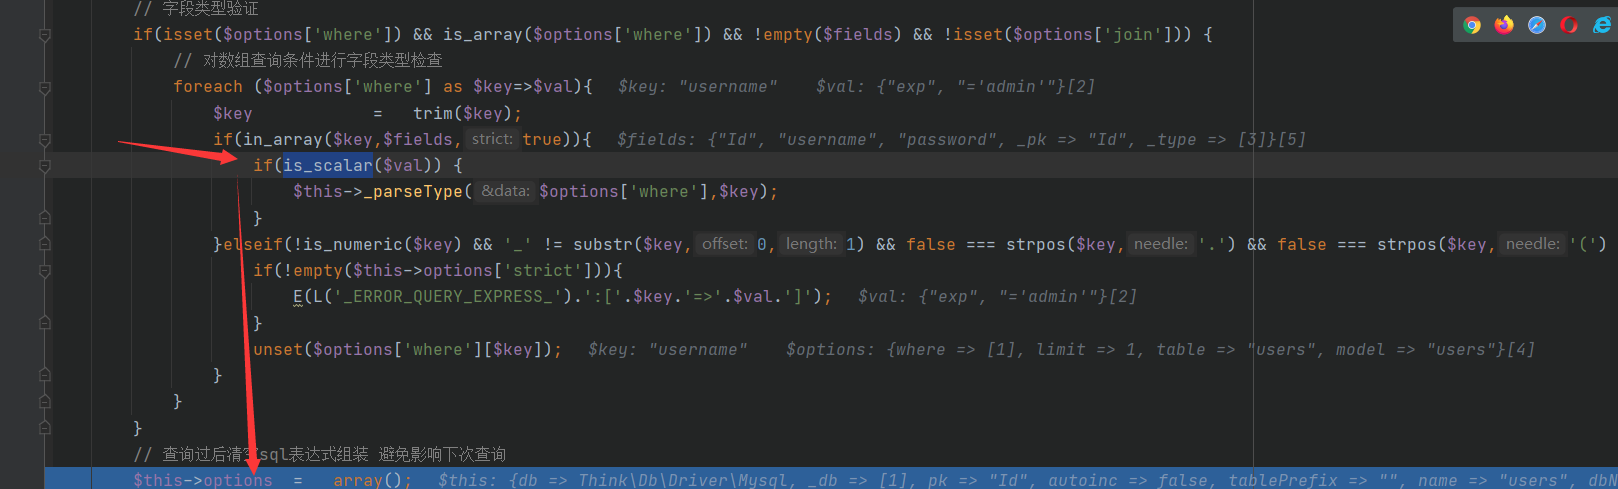 // 字段类型验证
if(isset($options['where']) && is_array($options['where']) && !empty($fields) && !isset($options['join'])) {
// 对数组查询条件进行字段类型检查
foreach ($options['where'] as $key=>$val){ $key: "username" $val: {"exp", "='admin'"}[2]
$key = trim($key);
if(in_array($key,$fields, strict: true)){ $fields: {"Id", "username", "password", _pk => "Id", _type => [3]}[5]
if(is_scalar($val)) {
$this->_parseType( &data: $options['where'],$key);
}
}elseif(!is_numeric($key) && '_' != substr($key, offset: 0, length: 1) && false === strpos($key, needle: '.') && false === strpos($key, needle: '(')
if(!empty($this->options['strict'])){
E(L('_ERROR_QUERY_EXPRESS_').':['.$key.'=>'.$val.']'); $val: {"exp", "='admin'"}[2]
}
unset($options['where'][$key]); $key: "username" $options: {where => [1], limit => 1, table => "users", model => "users"}[4]
}
}
}
// 查询过后清空sql表达式组装 避免影响下次查询
$this->options = array(); $this: {db => Think\Db\Driver\Mysql, _db => [1], pk => "Id", autoinc => false, tablePrefix => "", name => "users", dbN